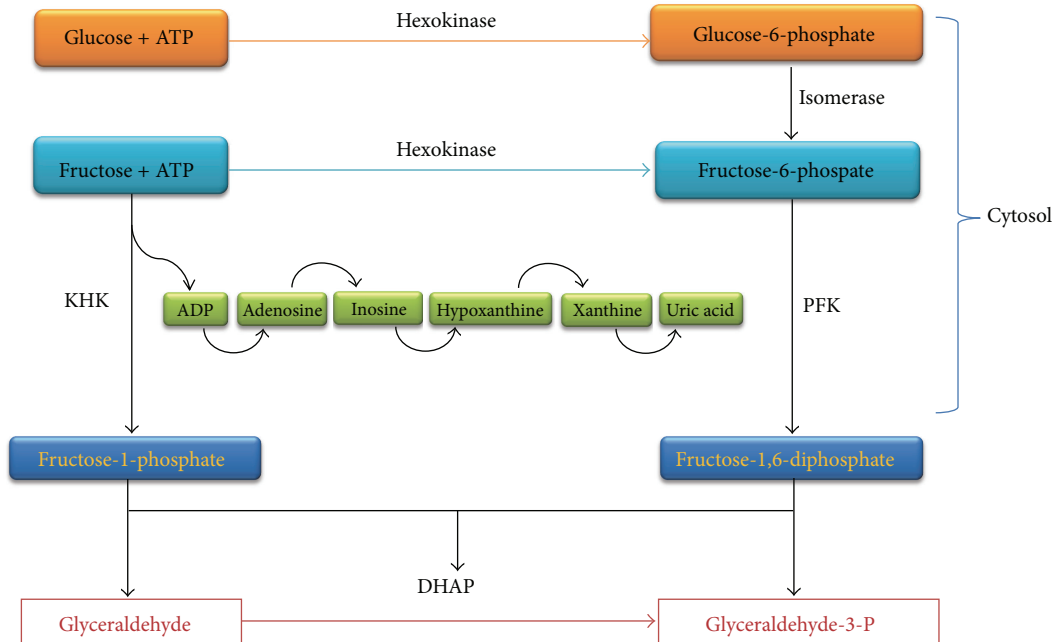 Hexokinase
Glucose + ATP
Glucose-6-phosphate
Isomerase
Hexokinase
Fructose + ATP
Fructose-6-phospate
Cytosol
KHK
ADP
Adenosine
Inosine
Hypoxanthine
Xanthine
Uric acid
PFK
Fructose-1-phosphate
Fructose-1,6-diphosphate
DHAP
Glyceraldehyde
Glyceraldehyde-3-P